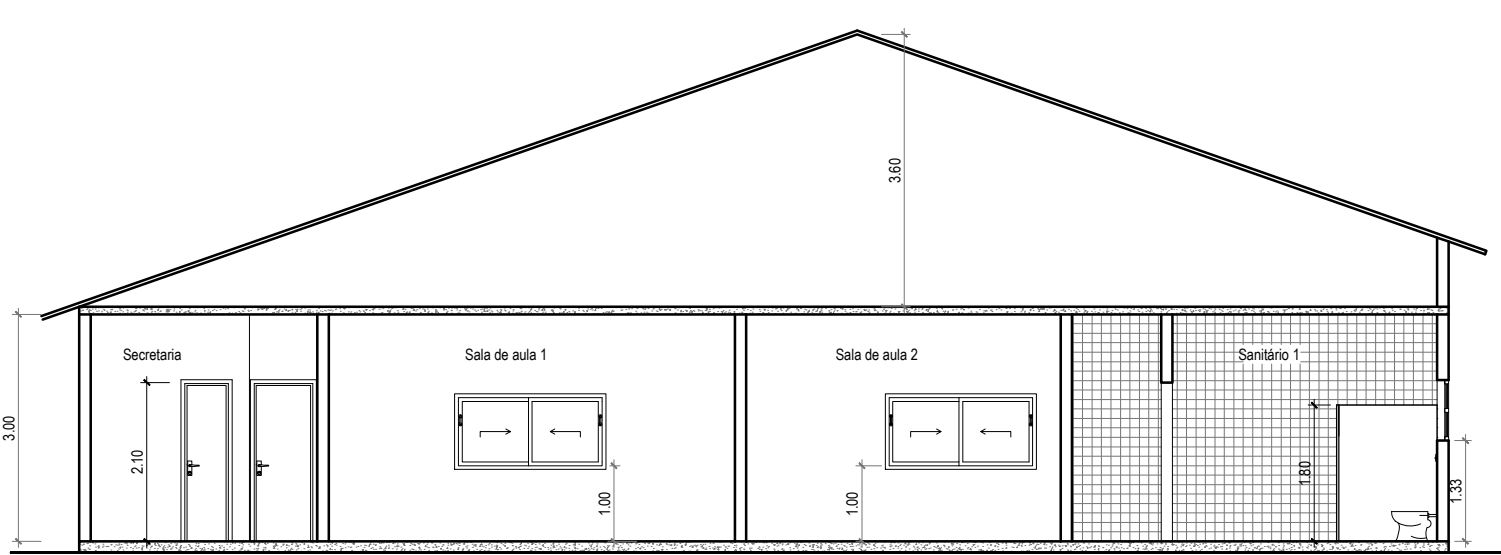 3.60
Secretaria
Sala de aula 1
Sala de aula 2
Sanitário 1
3.00
2.10
1.00
1.00
1.80
1.33